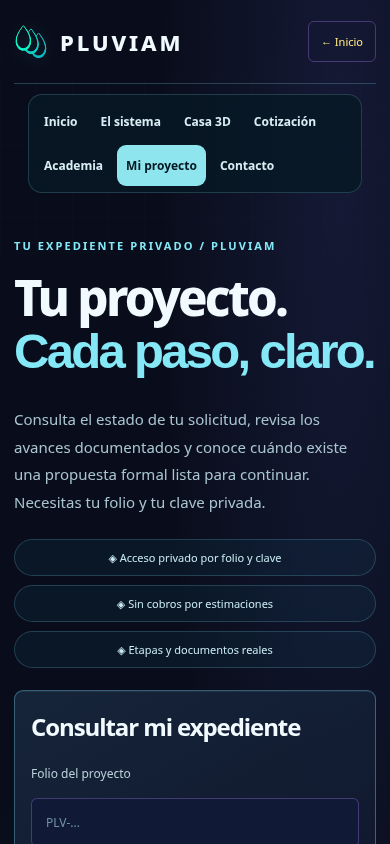 PLUVIAM
← Inicio
Inicio El sistema Casa 3D Cotización
Academia Mi proyecto Contacto
TU EXPEDIENTE PRIVADO / PLUVIAM
Tu proyecto.
Cada paso, claro.
Consulta el estado de tu solicitud, revisa los
avances documentados y conoce cuándo existe
una propuesta formal lista para continuar.
Necesitas tu folio y tu clave privada.
◈ Acceso privado por folio y clave
◈ Sin cobros por estimaciones
◈ Etapas y documentos reales
Consultar mi expediente
Folio del proyecto
PLV-...